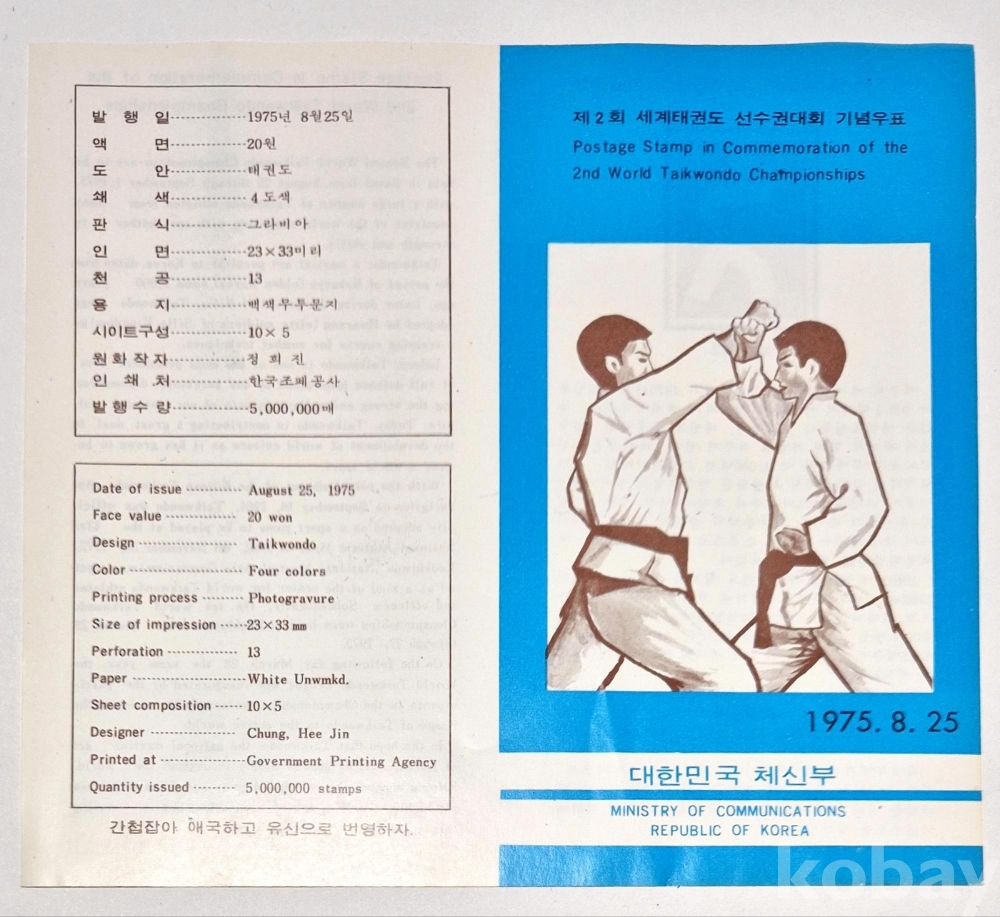 발행일 1975년 8월25일
액면 20원
도안 태권도
쇄색 4도색
판식 그라비아
인면 23×33미리
천공 13
용지 백색무투문지
시이트구성 10×5
원화작자 정희진
인쇄처 한국조폐공사
발행수량 5,000,000매
Date of issue August 25, 1975
Face value 20 won
Design Taikwondo
Color Four colors
Printing process Photogravure
Size of impression 23×33㎜
Perforation 13
Paper White Unwmkd.
Sheet composition 10×5
Designer Chung, Hee Jin
Printed at Government Printing Agency
Quantity issued 5,000,000 stamps
간첩잡아 애국하고 유신으로 번영하자.
제2회 세계태권도 선수권대회 기념우표
Postage Stamp in Commemoration of the
2nd World Taikwondo Championships
1975. 8. 25
대한민국 체신부
MINISTRY OF COMMUNICATIONS
REPUBLIC OF KOREA
kobay